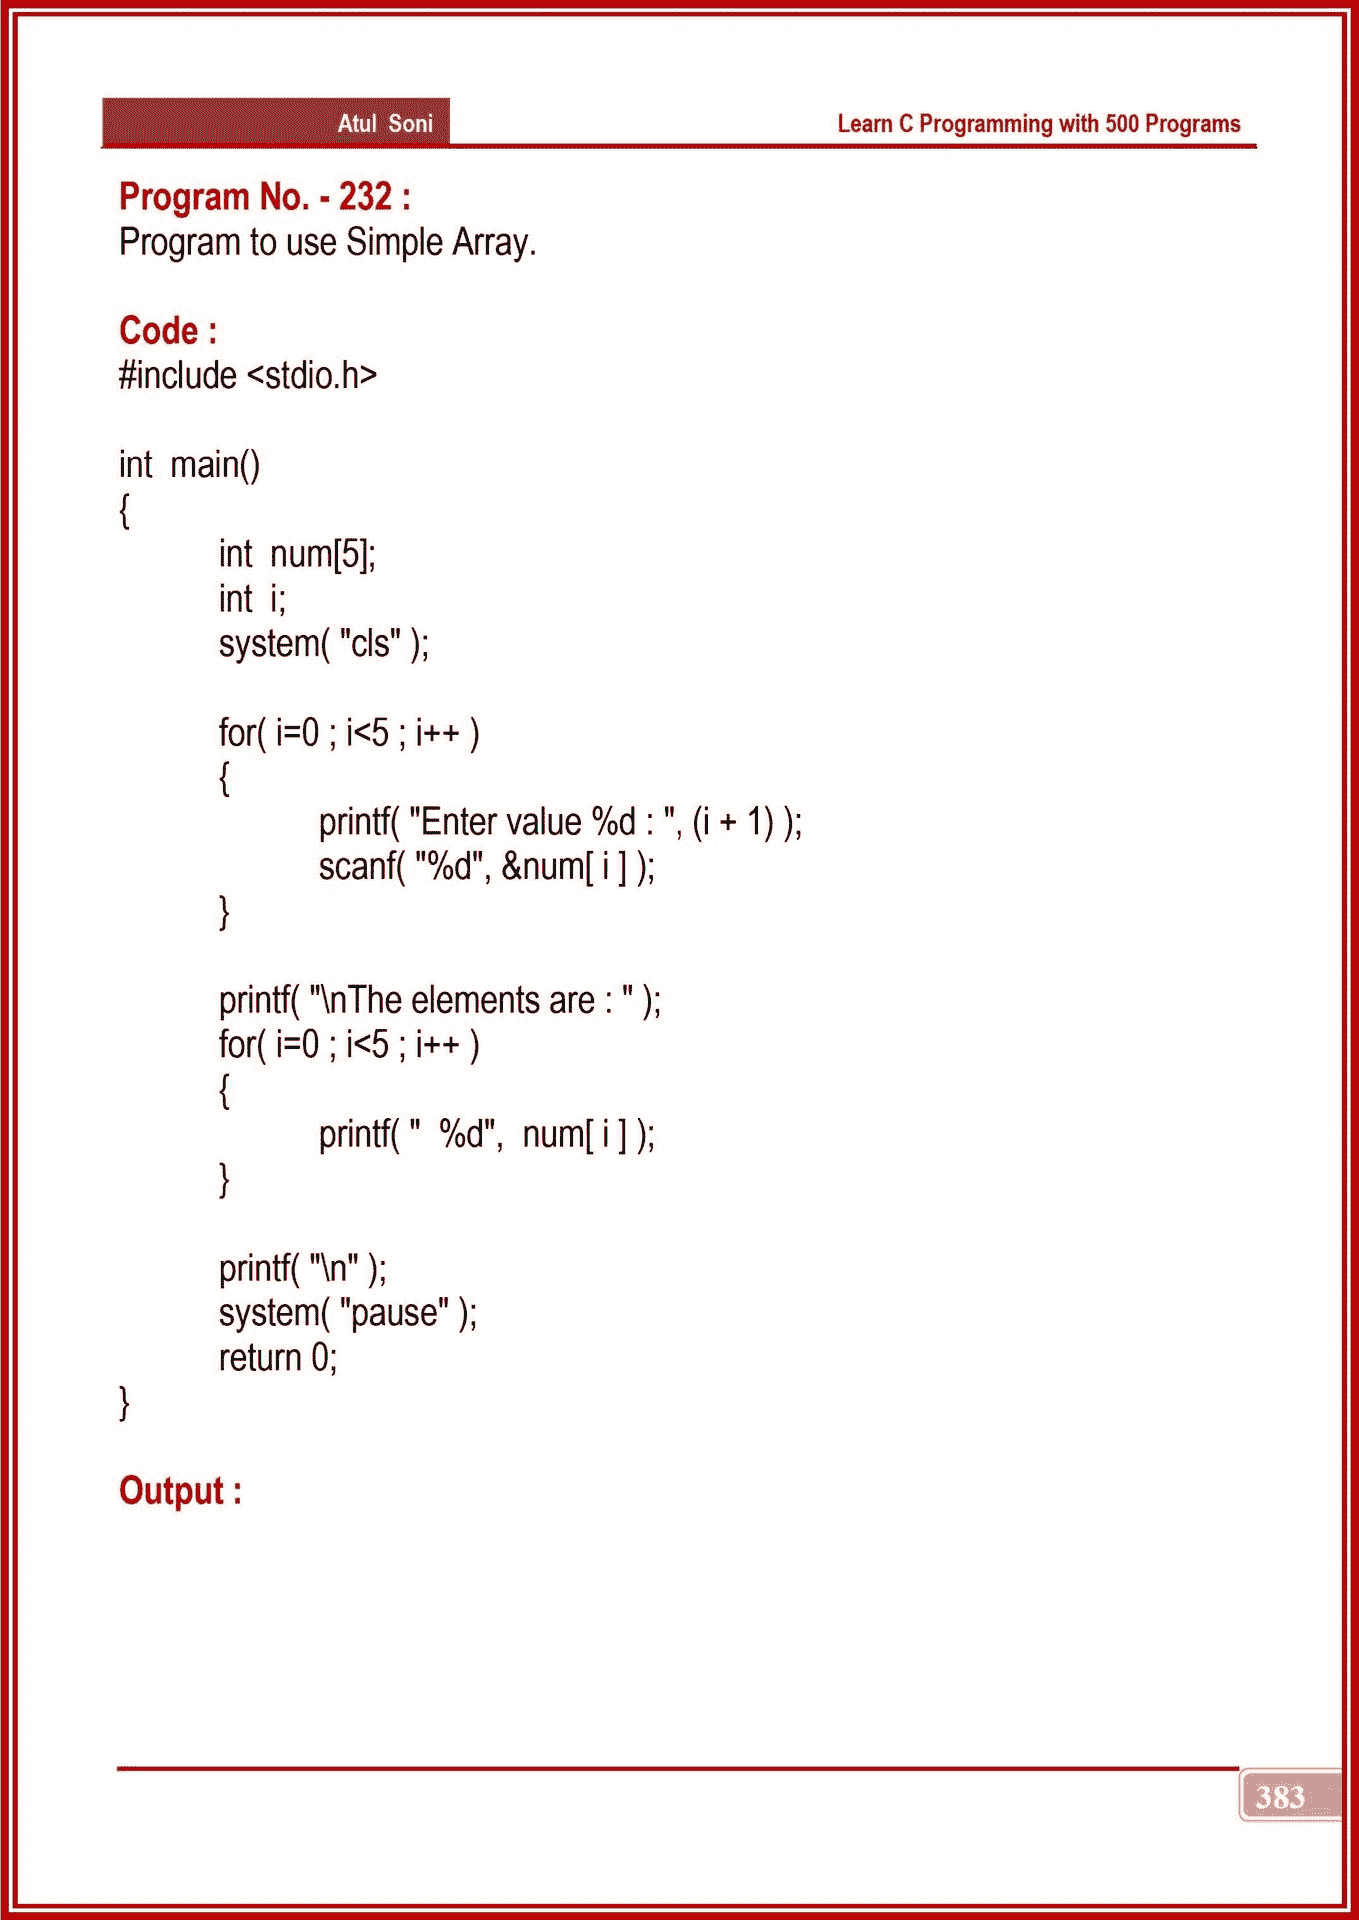 Atul  Soni
Learn C Programming with 500 Programs
Program No. - 232 :
Program to use Simple Array.
Code :
#include <stdio.h>
int  main()
{
int  num[5];
int  i;
system( "cls" );
for( i=0 ; i<5 ; i++ )
{
printf( "Enter value %d : ", (i + 1) );
scanf( "%d", &num[ i ] );
}
printf( "\nThe elements are : " );
for( i=0 ; i<5 ; i++ )
{
printf( "  %d",  num[ i ] );
}
printf( "\n" );
system( "pause" );
return 0;
}
Output :
383